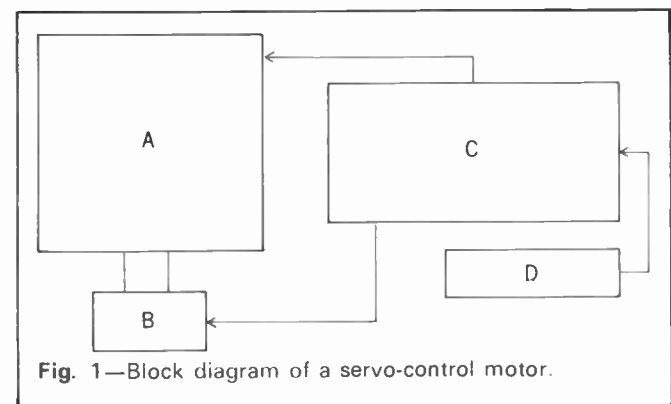 A
C
D
B
Fig. 1—Block diagram of a servo-control motor.